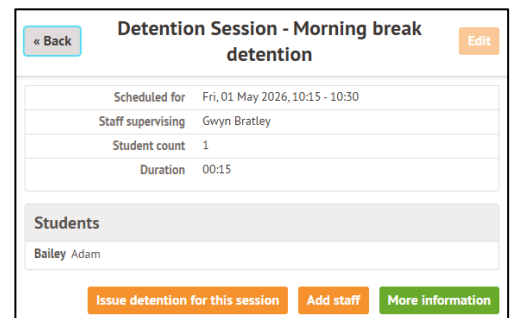 « Back
Detention Session - Morning break
detention
Edit
Scheduled for Fri, 01 May 2026, 10:15 - 10:30
Staff supervising Gwyn Bratley
Student count 1
Duration 00:15
Students
Bailey Adam
Issue detention for this session Add staff More information